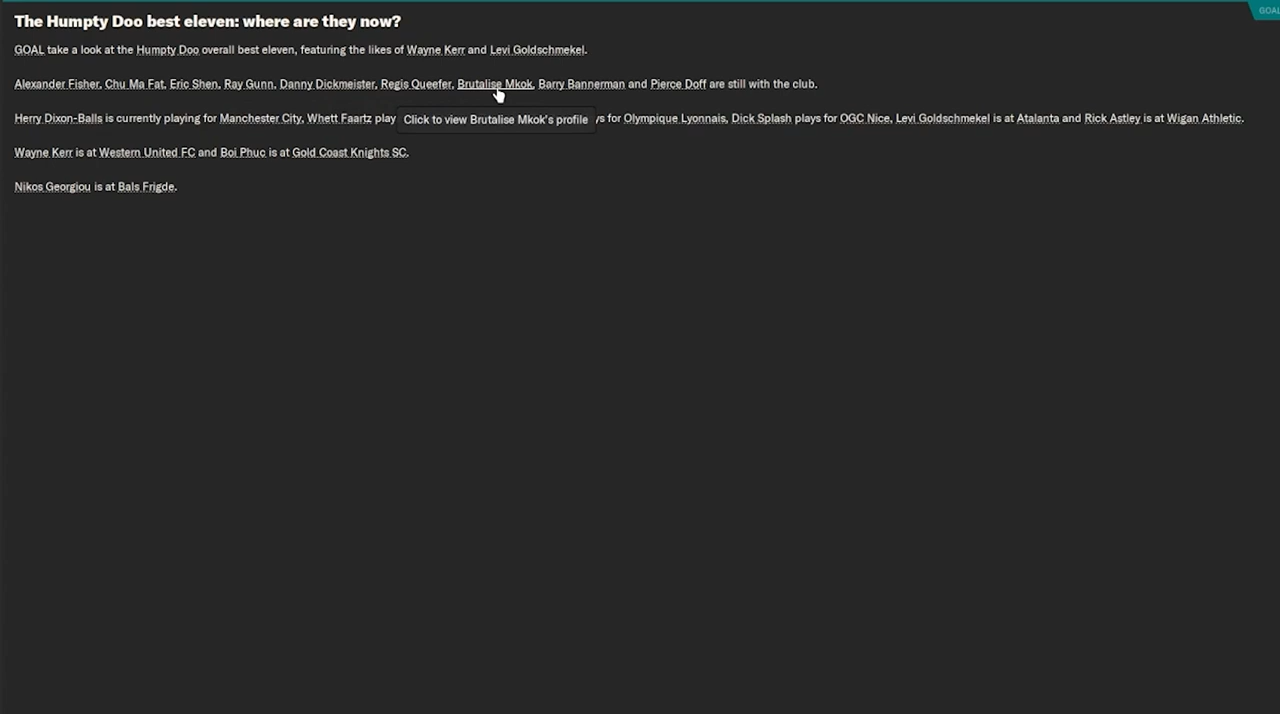 GOAL
The Humpty Doo best eleven: where are they now?
GOAL take a look at the Humpty Doo overall best eleven, featuring the likes of Wayne Kerr and Levi Goldschmekel.
Alexander Fisher, Chu Ma Fat, Eric Shen, Ray Gunn, Danny Dickmeister, Regis Queefer, Brutalise Mkok, Barry Bannerman and Pierce Doff are still with the club.
Herry Dixon-Balls is currently playing for Manchester City, Whett Faartz play for Olympique Lyonnais, Dick Splash plays for OGC Nice, Levi Goldschmekel is at Atalanta and Rick Astley is at Wigan Athletic.
Click to view Brutalise Mkok's profile
Wayne Kerr is at Western United FC and Boi Phuc is at Gold Coast Knights SC.
Nikos Georgiou is at Bals Frigde.